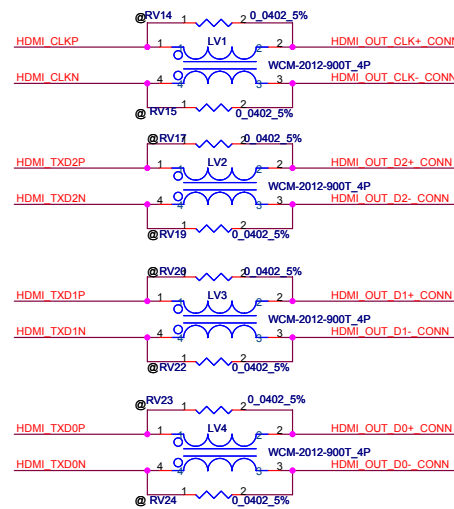 @RV14 1 2 0_0402_5%
HDMI_CLKP 1 1 LV1 2 2 HDMI_OUT_CLK+_CONN
HDMI_CLKN 4 4 3 3 WCM-2012-900T_4P HDMI_OUT_CLK-_CONN
@ RV15 1 2 0_0402_5%
@RV17 1 2 0_0402_5%
HDMI_TXD2P 1 1 LV2 2 2 HDMI_OUT_D2+_CONN
HDMI_TXD2N 4 4 3 3 WCM-2012-900T_4P HDMI_OUT_D2-_CONN
@RV19 1 2 0_0402_5%
@RV20 1 2 0_0402_5%
HDMI_TXD1P 1 1 LV3 2 2 HDMI_OUT_D1+_CONN
HDMI_TXD1N 4 4 3 3 WCM-2012-900T_4P HDMI_OUT_D1-_CONN
@RV22 1 2 0_0402_5%
@RV23 1 2 0_0402_5%
HDMI_TXD0P 1 1 LV4 2 2 HDMI_OUT_D0+_CONN
HDMI_TXD0N 4 4 3 3 WCM-2012-900T_4P HDMI_OUT_D0-_CONN
@ RV24 1 2 0_0402_5%